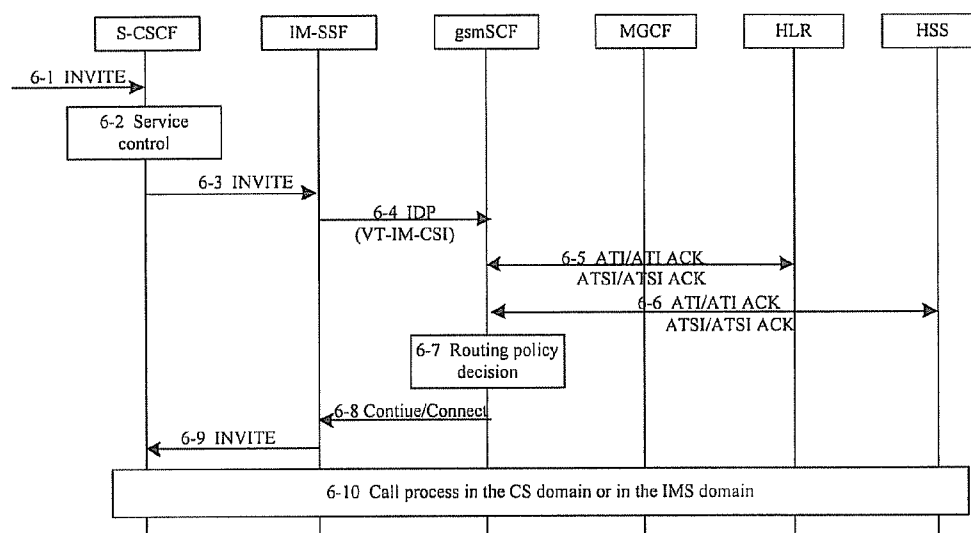 S-CSCF
IM-SSF
gsmSCF
MGCF
HLR
HSS
6-1 INVITE
6-2 Service
control
6-3 INVITE
6-4 IDP
(VT-IM-CSI)
6-5 ATI/ATI ACK
ATSI/ATSI ACK
6-6 ATI/ATI ACK
ATSI/ATSI ACK
6-7 Routing policy
decision
6-8 Contiue/Connect
6-9 INVITE
6-10 Call process in the CS domain or in the IMS domain